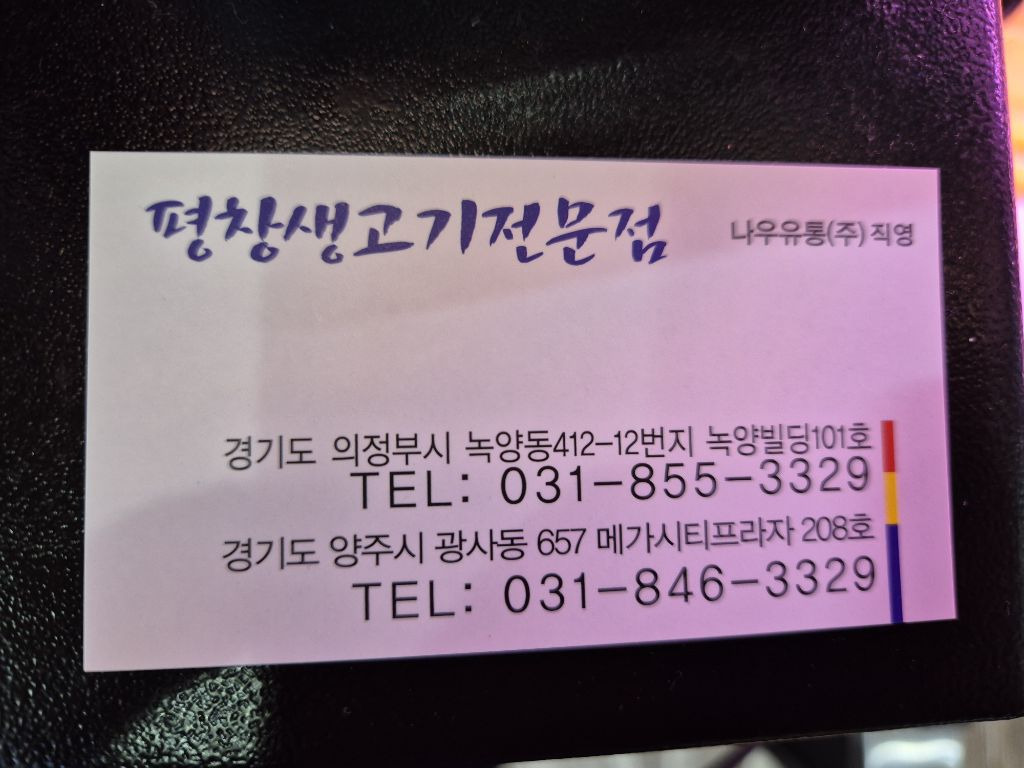 평창생고기전문점 나우유통(주) 직영
경기도 의정부시 녹양동412-12번지 녹양빌딩101호
TEL: 031-855-3329
경기도 양주시 광사동 657 메가시티프라자 208호
TEL: 031-846-3329